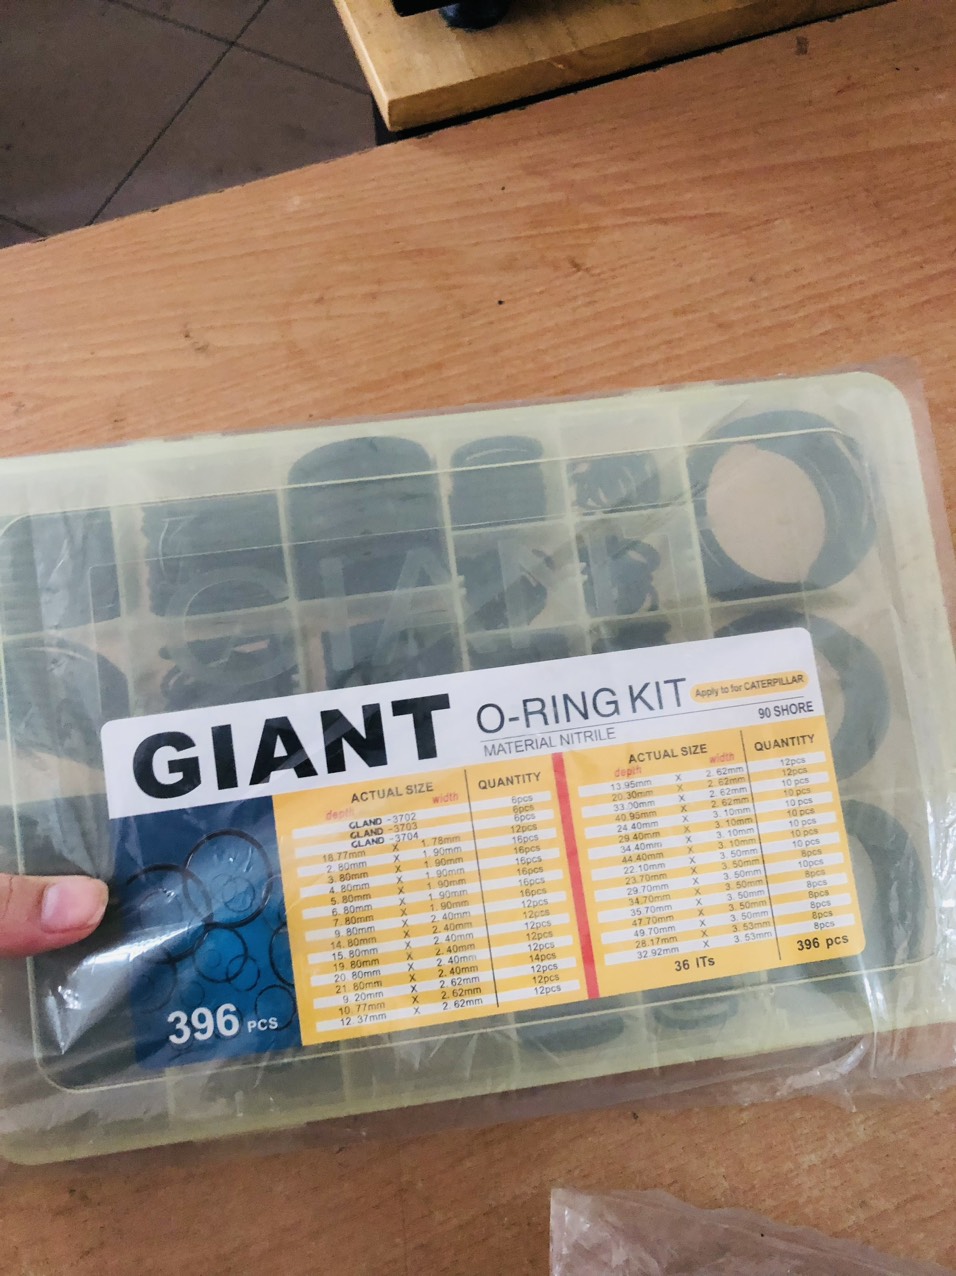 GIANT
GIANT
O-RING KIT
Apply to for CATERPILLAR
MATERIAL NITRILE
90 SHORE
ACTUAL SIZE QUANTITY
depth width
GLAND -3702 6pcs
GLAND -3703 6pcs
GLAND -3704 6pcs
18.77mm X 1.78mm 12pcs
2.80mm X 1.90mm 16pcs
3.80mm X 1.90mm 16pcs
4.80mm X 1.90mm 16pcs
5.80mm X 1.90mm 16pcs
6.80mm X 1.90mm 16pcs
7.80mm X
9.80mm X 2.40mm 12pcs
14.80mm X 2.40mm 12pcs
15.80mm X 2.40mm 12pcs
19.80mm X 2.40mm 12pcs
20.80mm X 2.40mm
21.80mm X 2.40mm 14pcs
9.20mm X 2.62mm 12pcs
10.77mm X 2.62mm 12pcs
12.37mm X 2.62mm 12pcs
ACTUAL SIZE QUANTITY
depth width
13.95mm X 2.62mm 12pcs
20.30mm X 2.62mm 12pcs
33.00mm X 2.62mm 10 pcs
40.95mm X 2.62mm 10 pcs
24.40mm X 3.10mm 10 pcs
29.40mm X 3.10mm 10 pcs
34.40mm X 3.10mm 10 pcs
44.40mm X 3.10mm 10 pcs
22.10mm X 3.50mm 8pcs
23.70mm X 3.50mm 10pcs
29.70mm X 3.50mm 8pcs
34.70mm X 3.50mm 8pcs
35.70mm X 3.50mm 8pcs
47.70mm X 3.50mm 8pcs
49.70mm X 3.50mm 8pcs
28.17mm X 3.53mm 8pcs
32.92mm X 3.53mm 8pcs
36 ITs 396 pcs
396 PCS